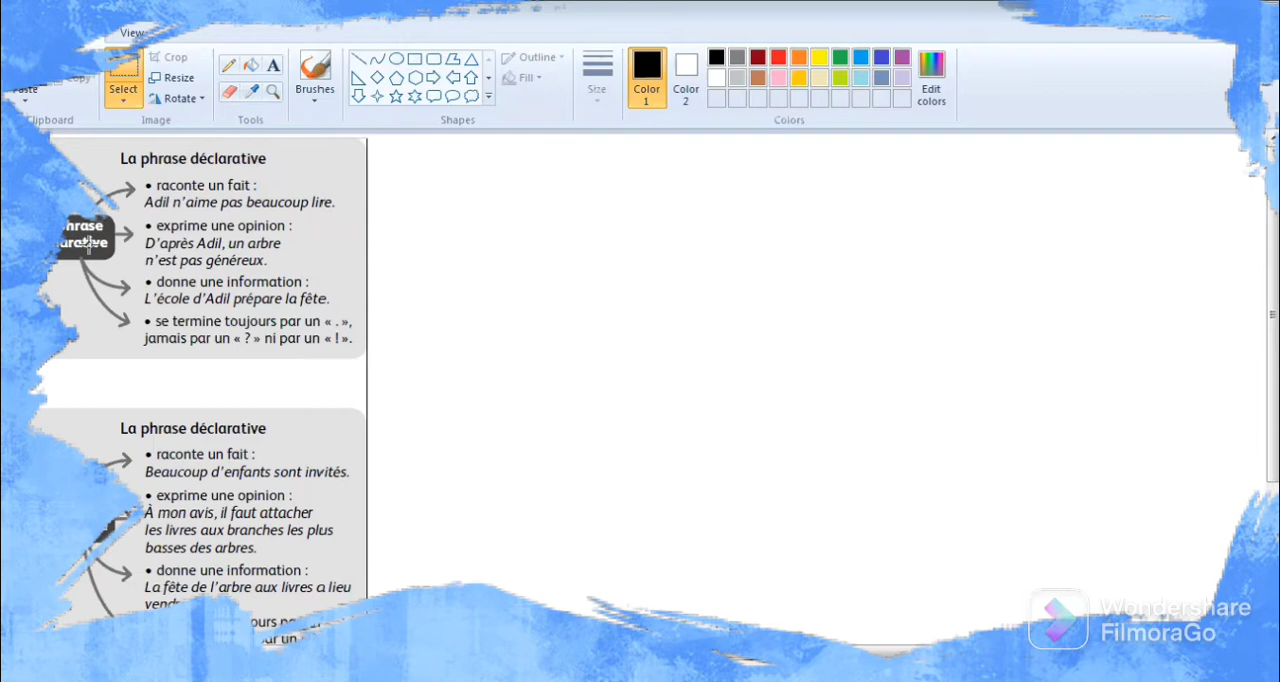 View
Crop
Resize
Rotate
Select
Image
Tools
Brushes
Shapes
Outline
Fill
Size
Color 1
Color 2
Edit colors
Colors
La phrase déclarative
• raconte un fait :
Adil n'aime pas beaucoup lire.
• exprime une opinion :
D'après Adil, un arbre
n'est pas généreux.
• donne une information :
L'école d'Adil prépare la fête.
• se termine toujours par un « . »,
jamais par un « ? » ni par un « ! ».
La phrase déclarative
• raconte un fait :
Beaucoup d'enfants sont invités.
• exprime une opinion :
À mon avis, il faut attacher
les livres aux branches les plus
basses des arbres.
• donne une information :
La fête de l'arbre aux livres a lieu
Wondershare
FilmoraGo